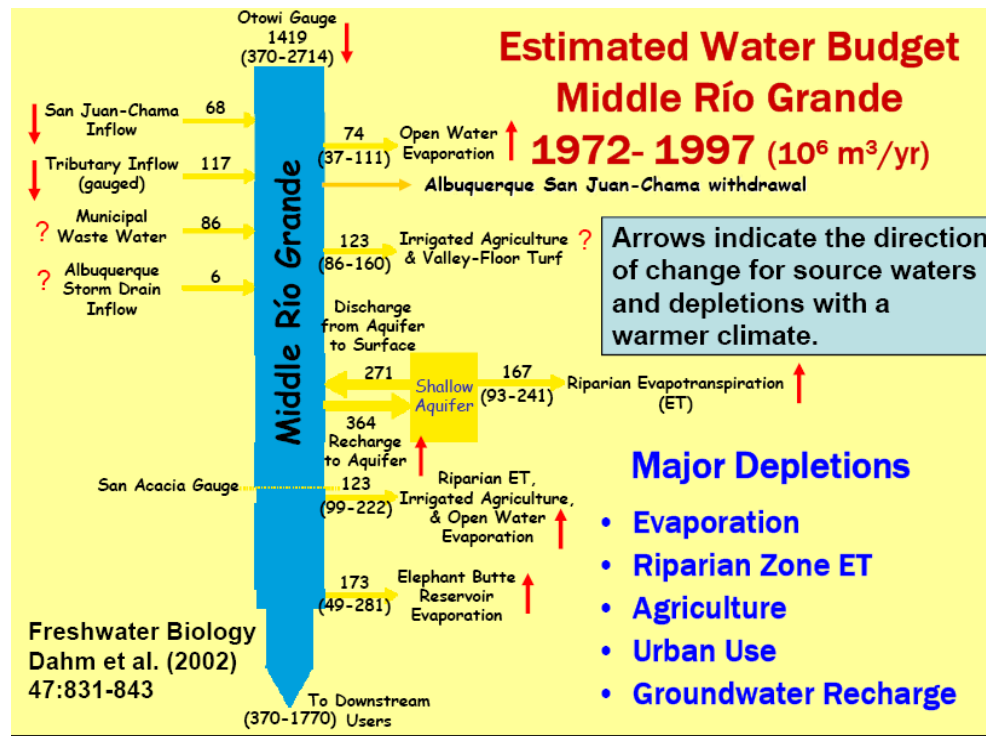 Otowi Gauge
1419
(370-2714)
Estimated Water Budget
Middle Río Grande
1972- 1997 (10⁶ m³/yr)
San Juan-Chama
Inflow
68
Tributary Inflow
(gauged)
117
? Municipal
Waste Water
86
? Albuquerque
Storm Drain
Inflow
6
Middle Río Grande
74
(37-111)
Open Water
Evaporation
Albuquerque San Juan-Chama withdrawal
123
(86-160)
Irrigated Agriculture ?
& Valley-Floor Turf
Arrows indicate the direction
of change for source waters
and depletions with a
warmer climate.
Discharge
from Aquifer
to Surface
271
Shallow
Aquifer
167
(93-241)
Riparian Evapotranspiration
(ET)
364
Recharge
to Aquifer
San Acacia Gauge
123
(99-222)
Riparian ET,
Irrigated Agriculture,
& Open Water
Evaporation
173
(49-281)
Elephant Butte
Reservoir
Evaporation
Major Depletions
• Evaporation
• Riparian Zone ET
• Agriculture
• Urban Use
• Groundwater Recharge
Freshwater Biology
Dahm et al. (2002)
47:831-843
To Downstream
Users
(370-1770)